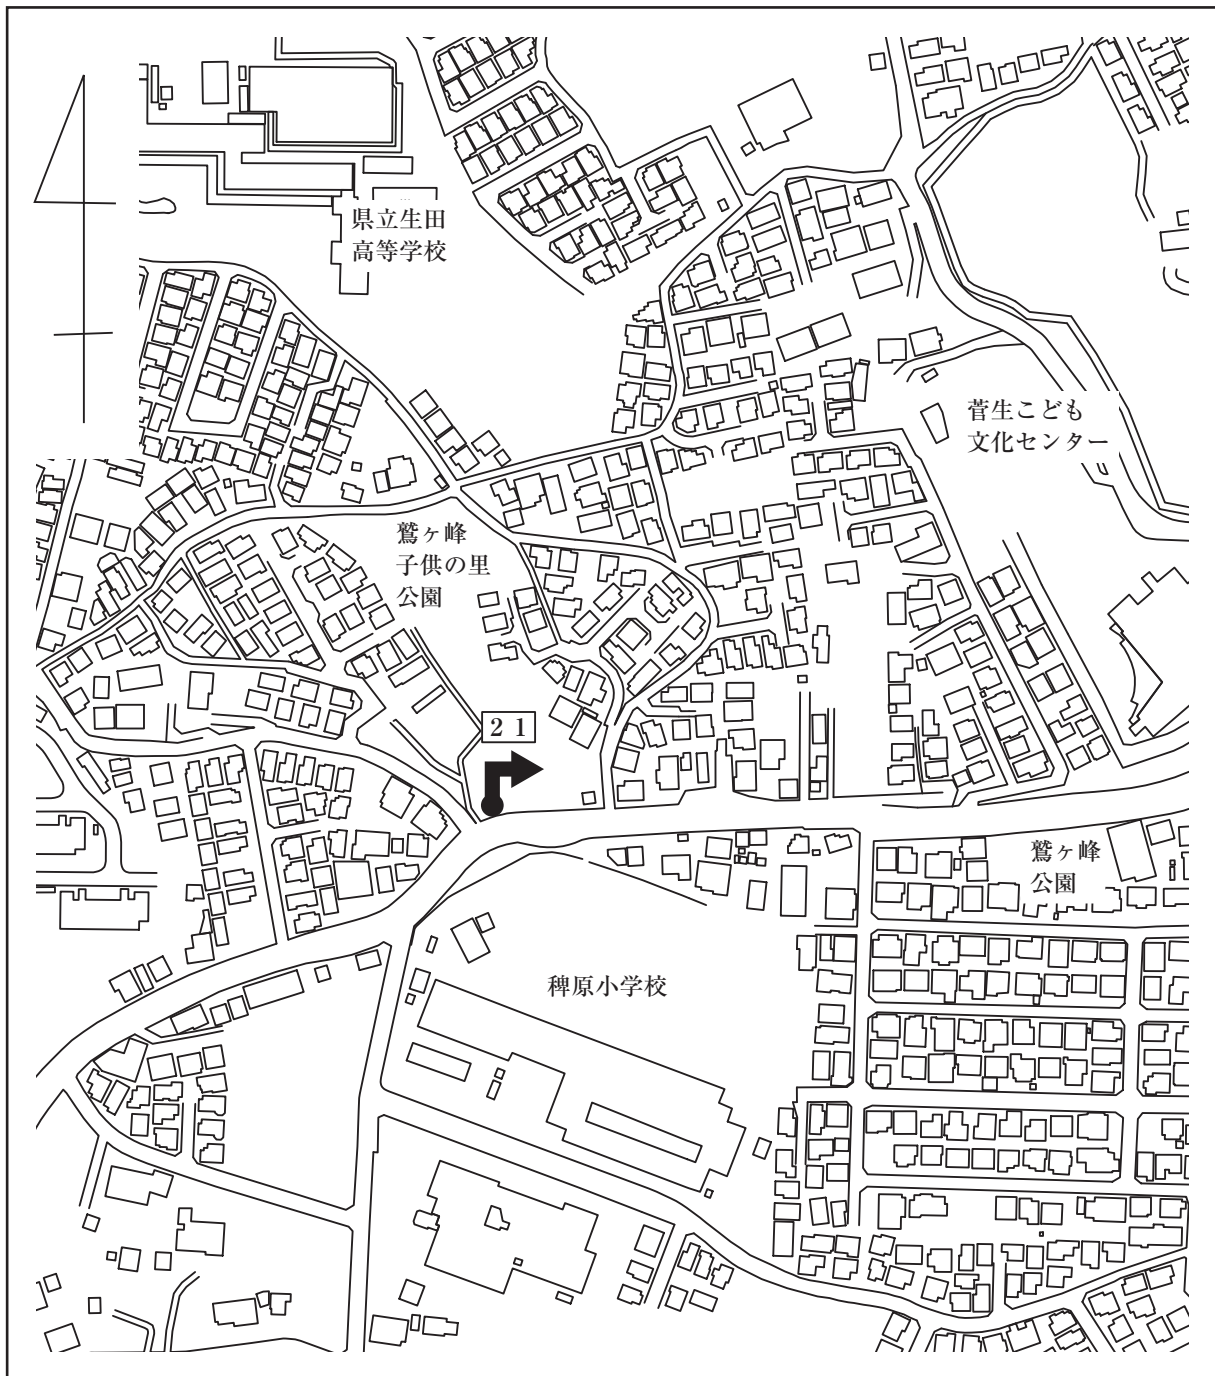 県立生田
高等学校
菅生こども
文化センター
鷲ヶ峰
子供の里
公園
21
鷲ヶ峰
公園
稗原小学校